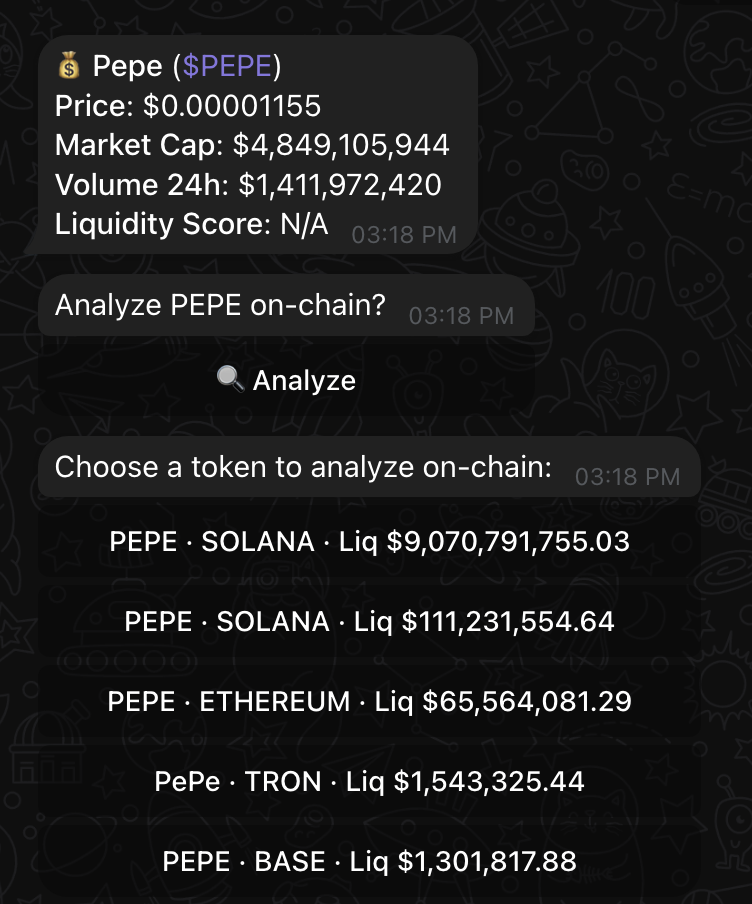 💰 Pepe ($PEPE)
Price: $0.00001155
Market Cap: $4,849,105,944
Volume 24h: $1,411,972,420
Liquidity Score: N/A 03:18 PM
Analyze PEPE on-chain? 03:18 PM
🔍 Analyze
Choose a token to analyze on-chain: 03:18 PM
PEPE · SOLANA · Liq $9,070,791,755.03
PEPE · SOLANA · Liq $111,231,554.64
PEPE · ETHEREUM · Liq $65,564,081.29
PePe · TRON · Liq $1,543,325.44
PEPE · BASE · Liq $1,301,817.88